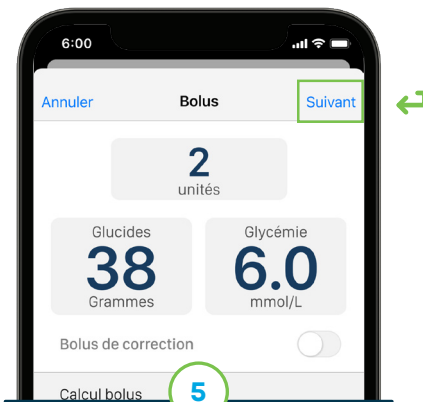 6:00
Annuler Bolus Suivant
2
unités
Glucides Glycémie
38 6.0
Grammes mmol/L
Bolus de correction
Calcul bolus 5